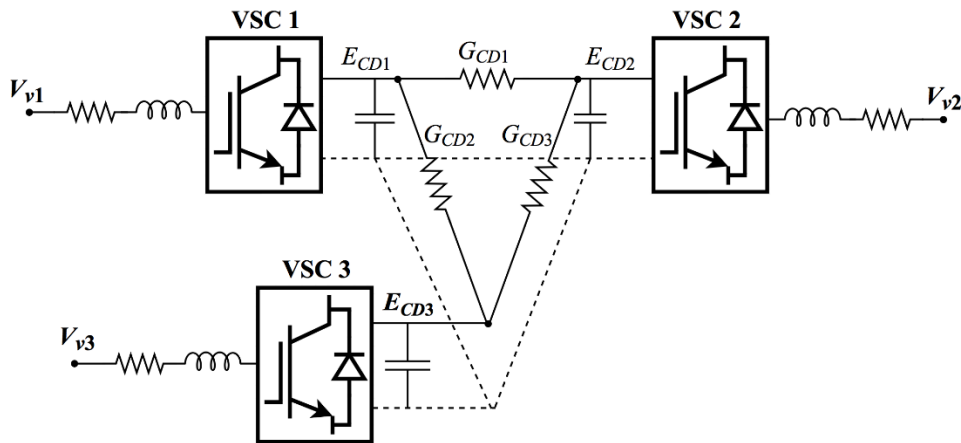 VSC 1
VSC 2
E_CD1
G_CD1
E_CD2
V_v1
V_v2
G_CD2
G_CD3
VSC 3
E_CD3
V_v3